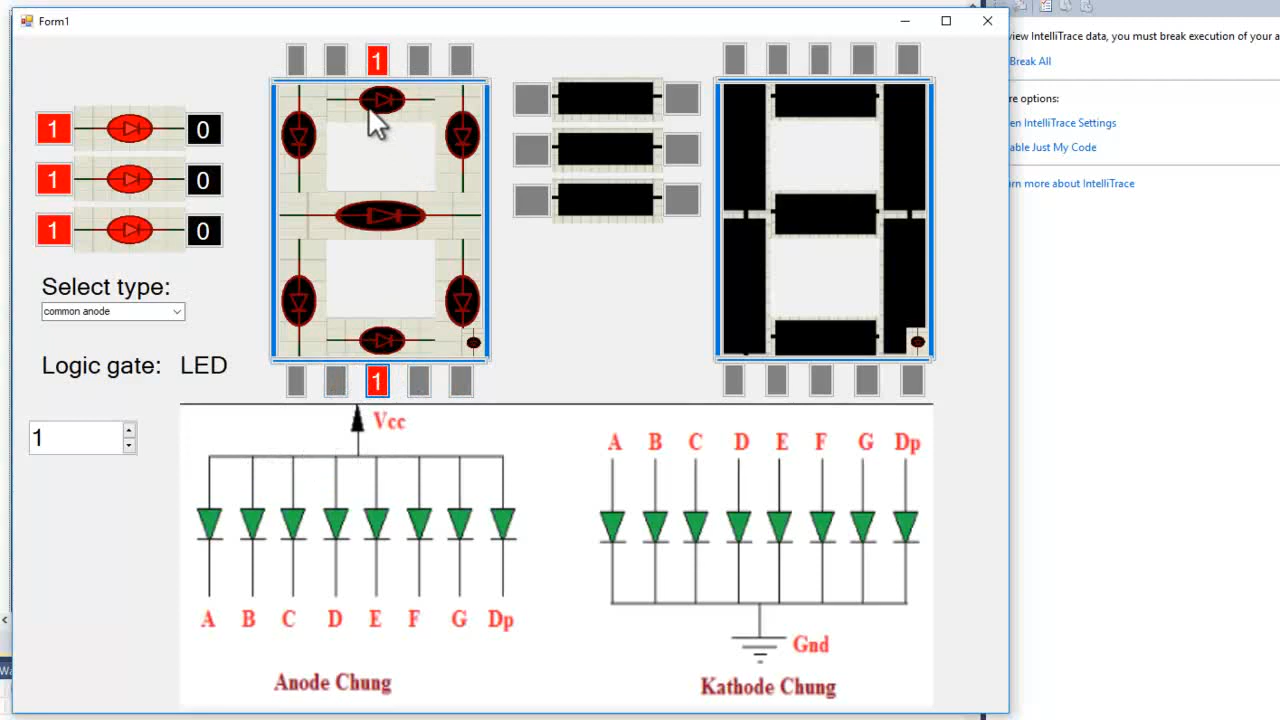 Form1
view IntelliTrace data, you must break execution of your a
Break All
re options:
en IntelliTrace Settings
able Just My Code
arn more about IntelliTrace
1
1 0
1 0
1 0
Select type:
common anode
Logic gate: LED
1
1
Vcc
A B C D E F G Dp
Anode Chung
A B C D E F G Dp
Gnd
Kathode Chung
Wa